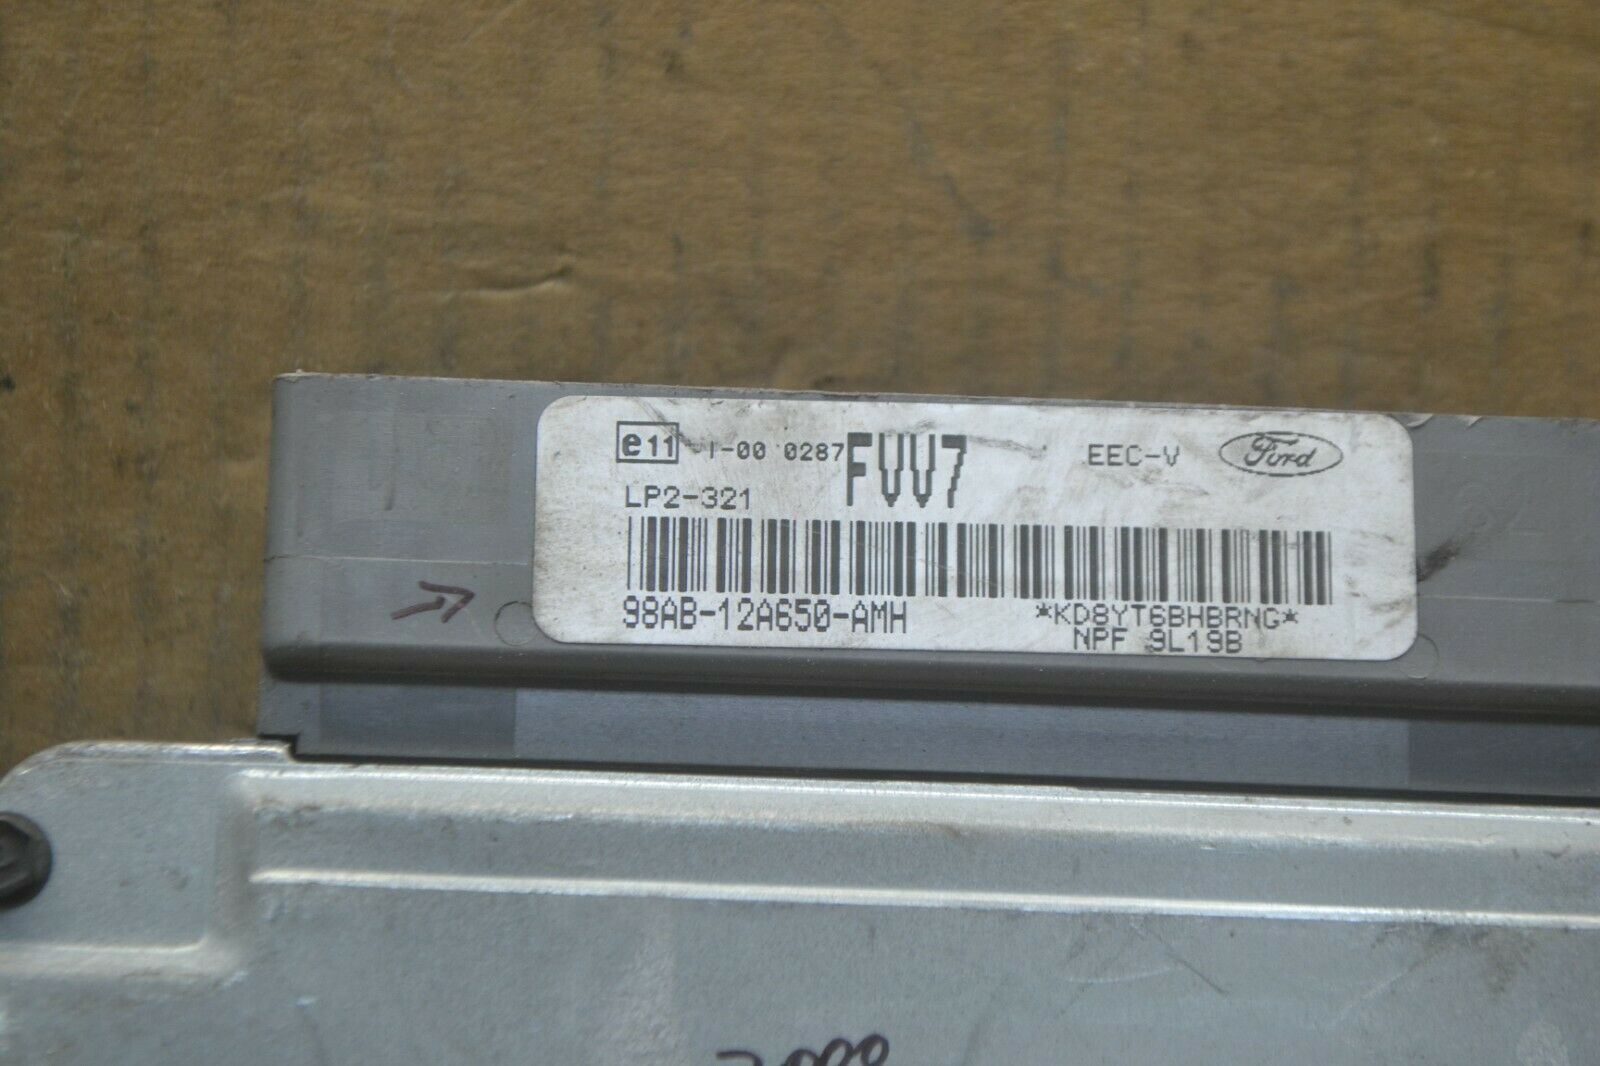 e11 1-00 0287 FVV7 EEC-V Ford
LP2-321
98AB-12A650-AMH *KD8YT6BHBRNG*
NPF 9L19B